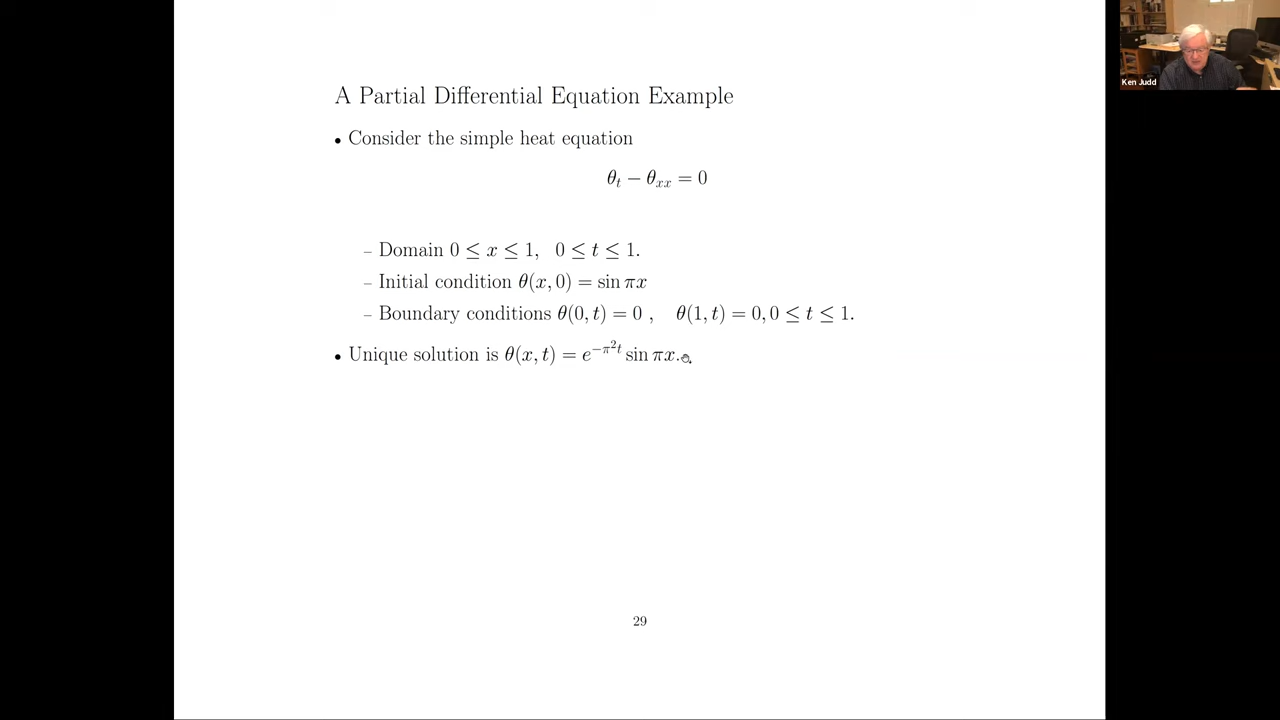 Ken Judd
A Partial Differential Equation Example
• Consider the simple heat equation
θ_t − θ_{xx} = 0
– Domain 0 ≤ x ≤ 1, 0 ≤ t ≤ 1.
– Initial condition θ(x, 0) = sin πx
– Boundary conditions θ(0, t) = 0 , θ(1, t) = 0, 0 ≤ t ≤ 1.
• Unique solution is θ(x, t) = e^{−π²t} sin πx.
29